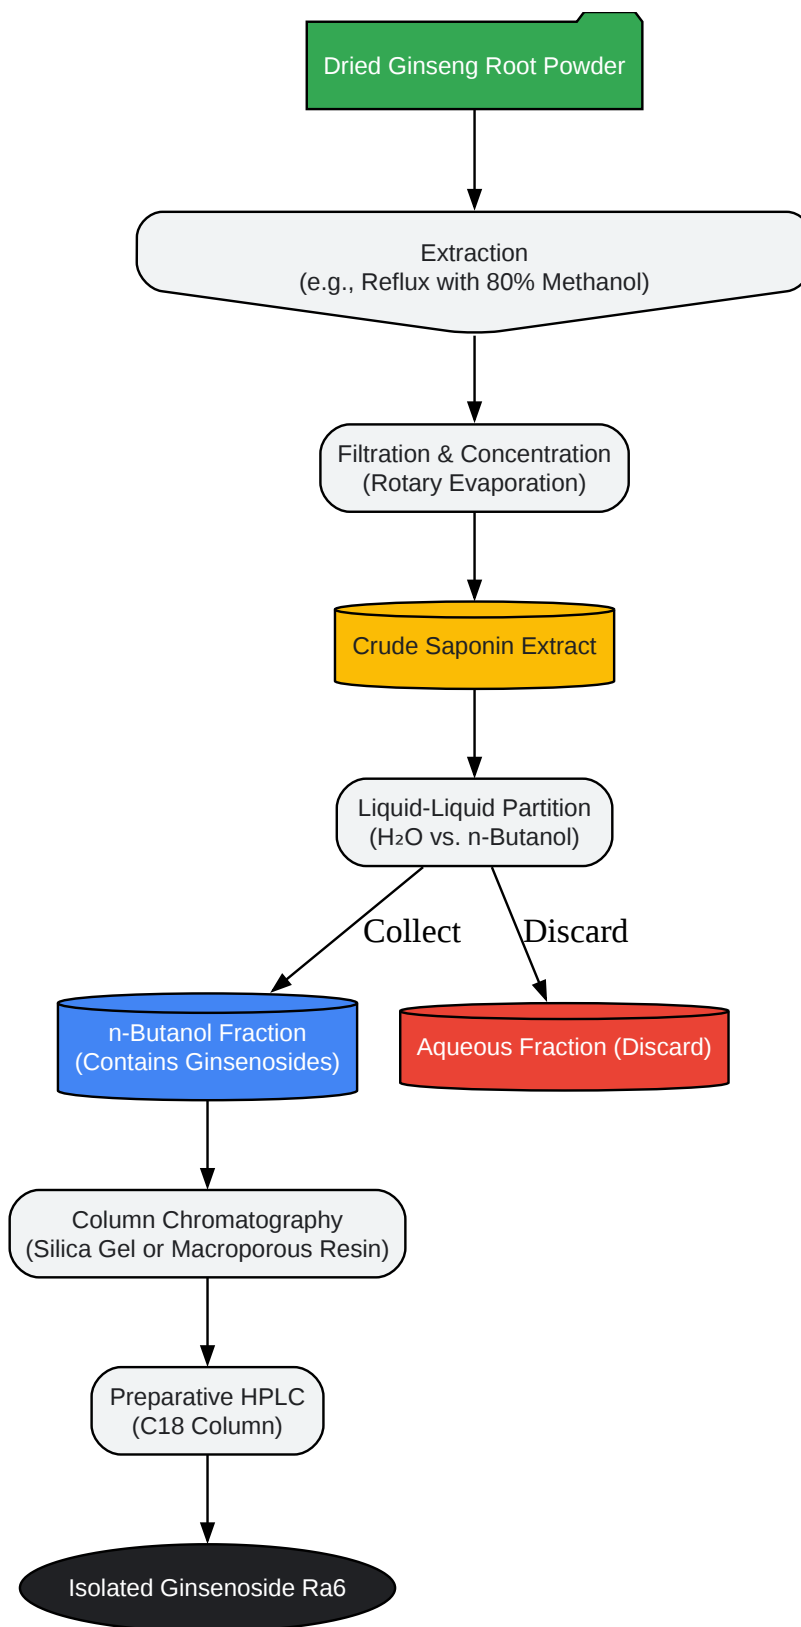 Dried Ginseng Root Powder
Extraction
(e.g., Reflux with 80% Methanol)
Filtration & Concentration
(Rotary Evaporation)
Crude Saponin Extract
Liquid-Liquid Partition
(H₂O vs. n-Butanol)
Collect
Discard
n-Butanol Fraction
(Contains Ginsenosides)
Aqueous Fraction (Discard)
Column Chromatography
(Silica Gel or Macroporous Resin)
Preparative HPLC
(C18 Column)
Isolated Ginsenoside Ra6